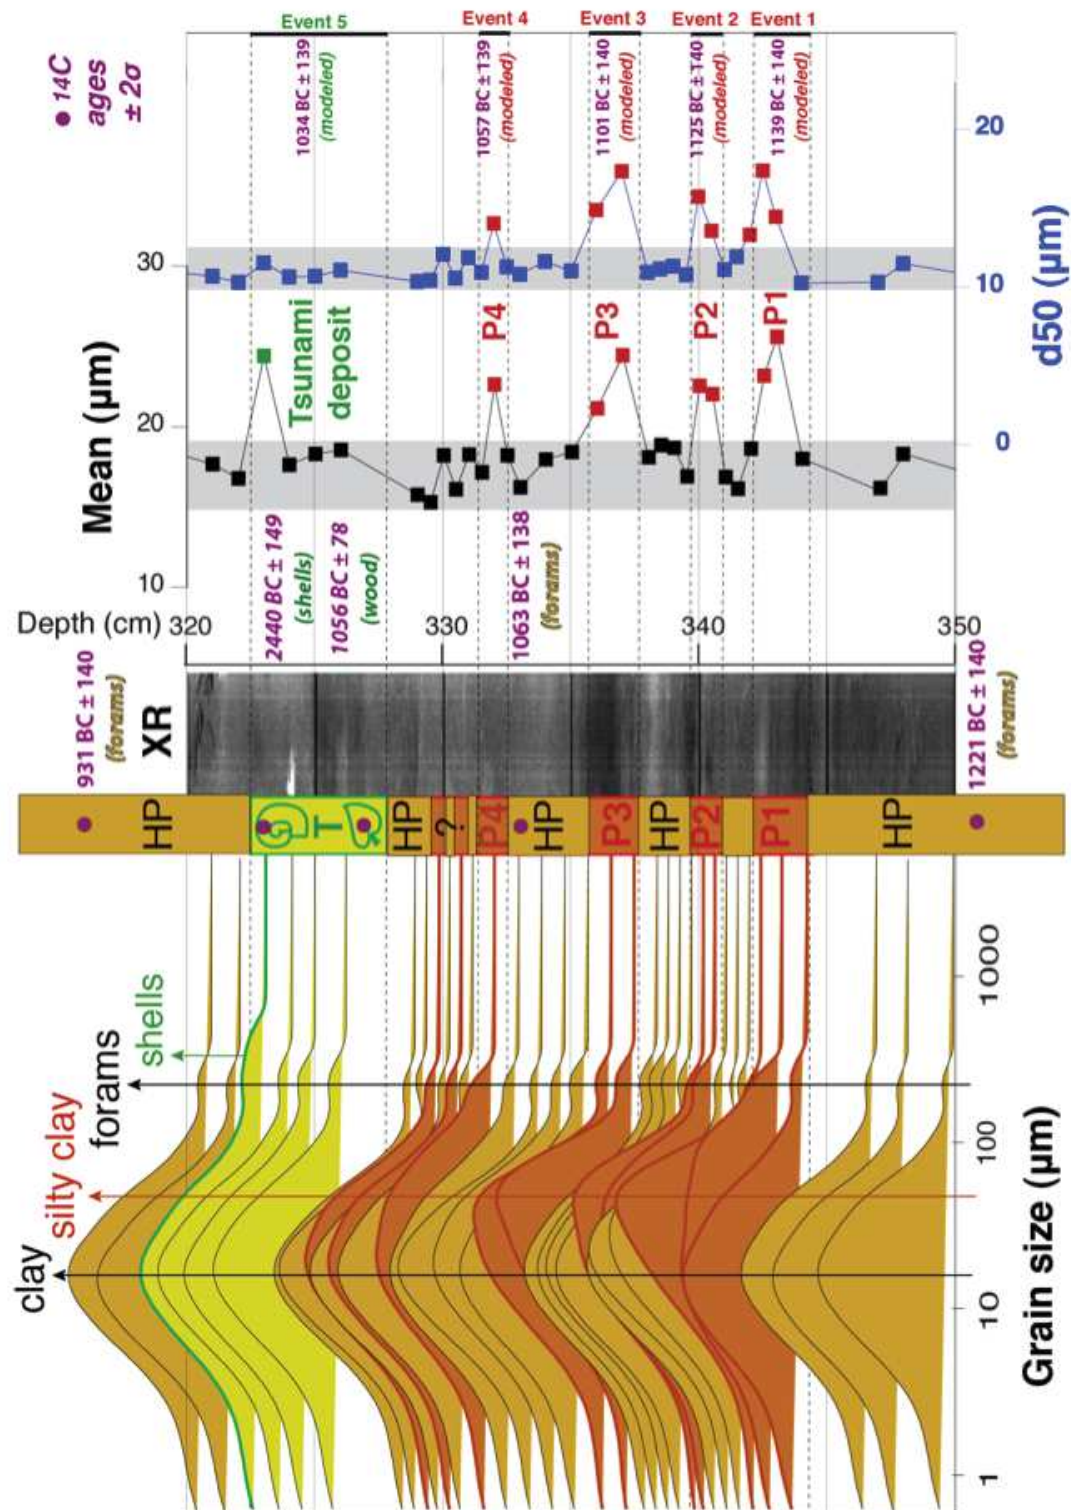 Event 5
Event 4
Event 3
Event 2
Event 1
14C
ages
± 2σ
1034 BC ± 139
(modeled)
1057 BC ± 139
(modeled)
1101 BC ± 140
(modeled)
1125 BC ± 140
(modeled)
1139 BC ± 140
(modeled)
20
10
0
d50 (µm)
30
20
10
Mean (µm)
Tsunami
deposit
P4
P3
P2
P1
2440 BC ± 149
(shells)
1056 BC ± 78
(wood)
1063 BC ± 138
(forams)
Depth (cm)
320
330
340
350
931 BC ± 140
(forams)
XR
1221 BC ± 140
(forams)
HP
T
HP
?
P4
HP
P3
HP
P2
P1
HP
clay
silty clay
forams
shells
1000
100
10
1
Grain size (µm)